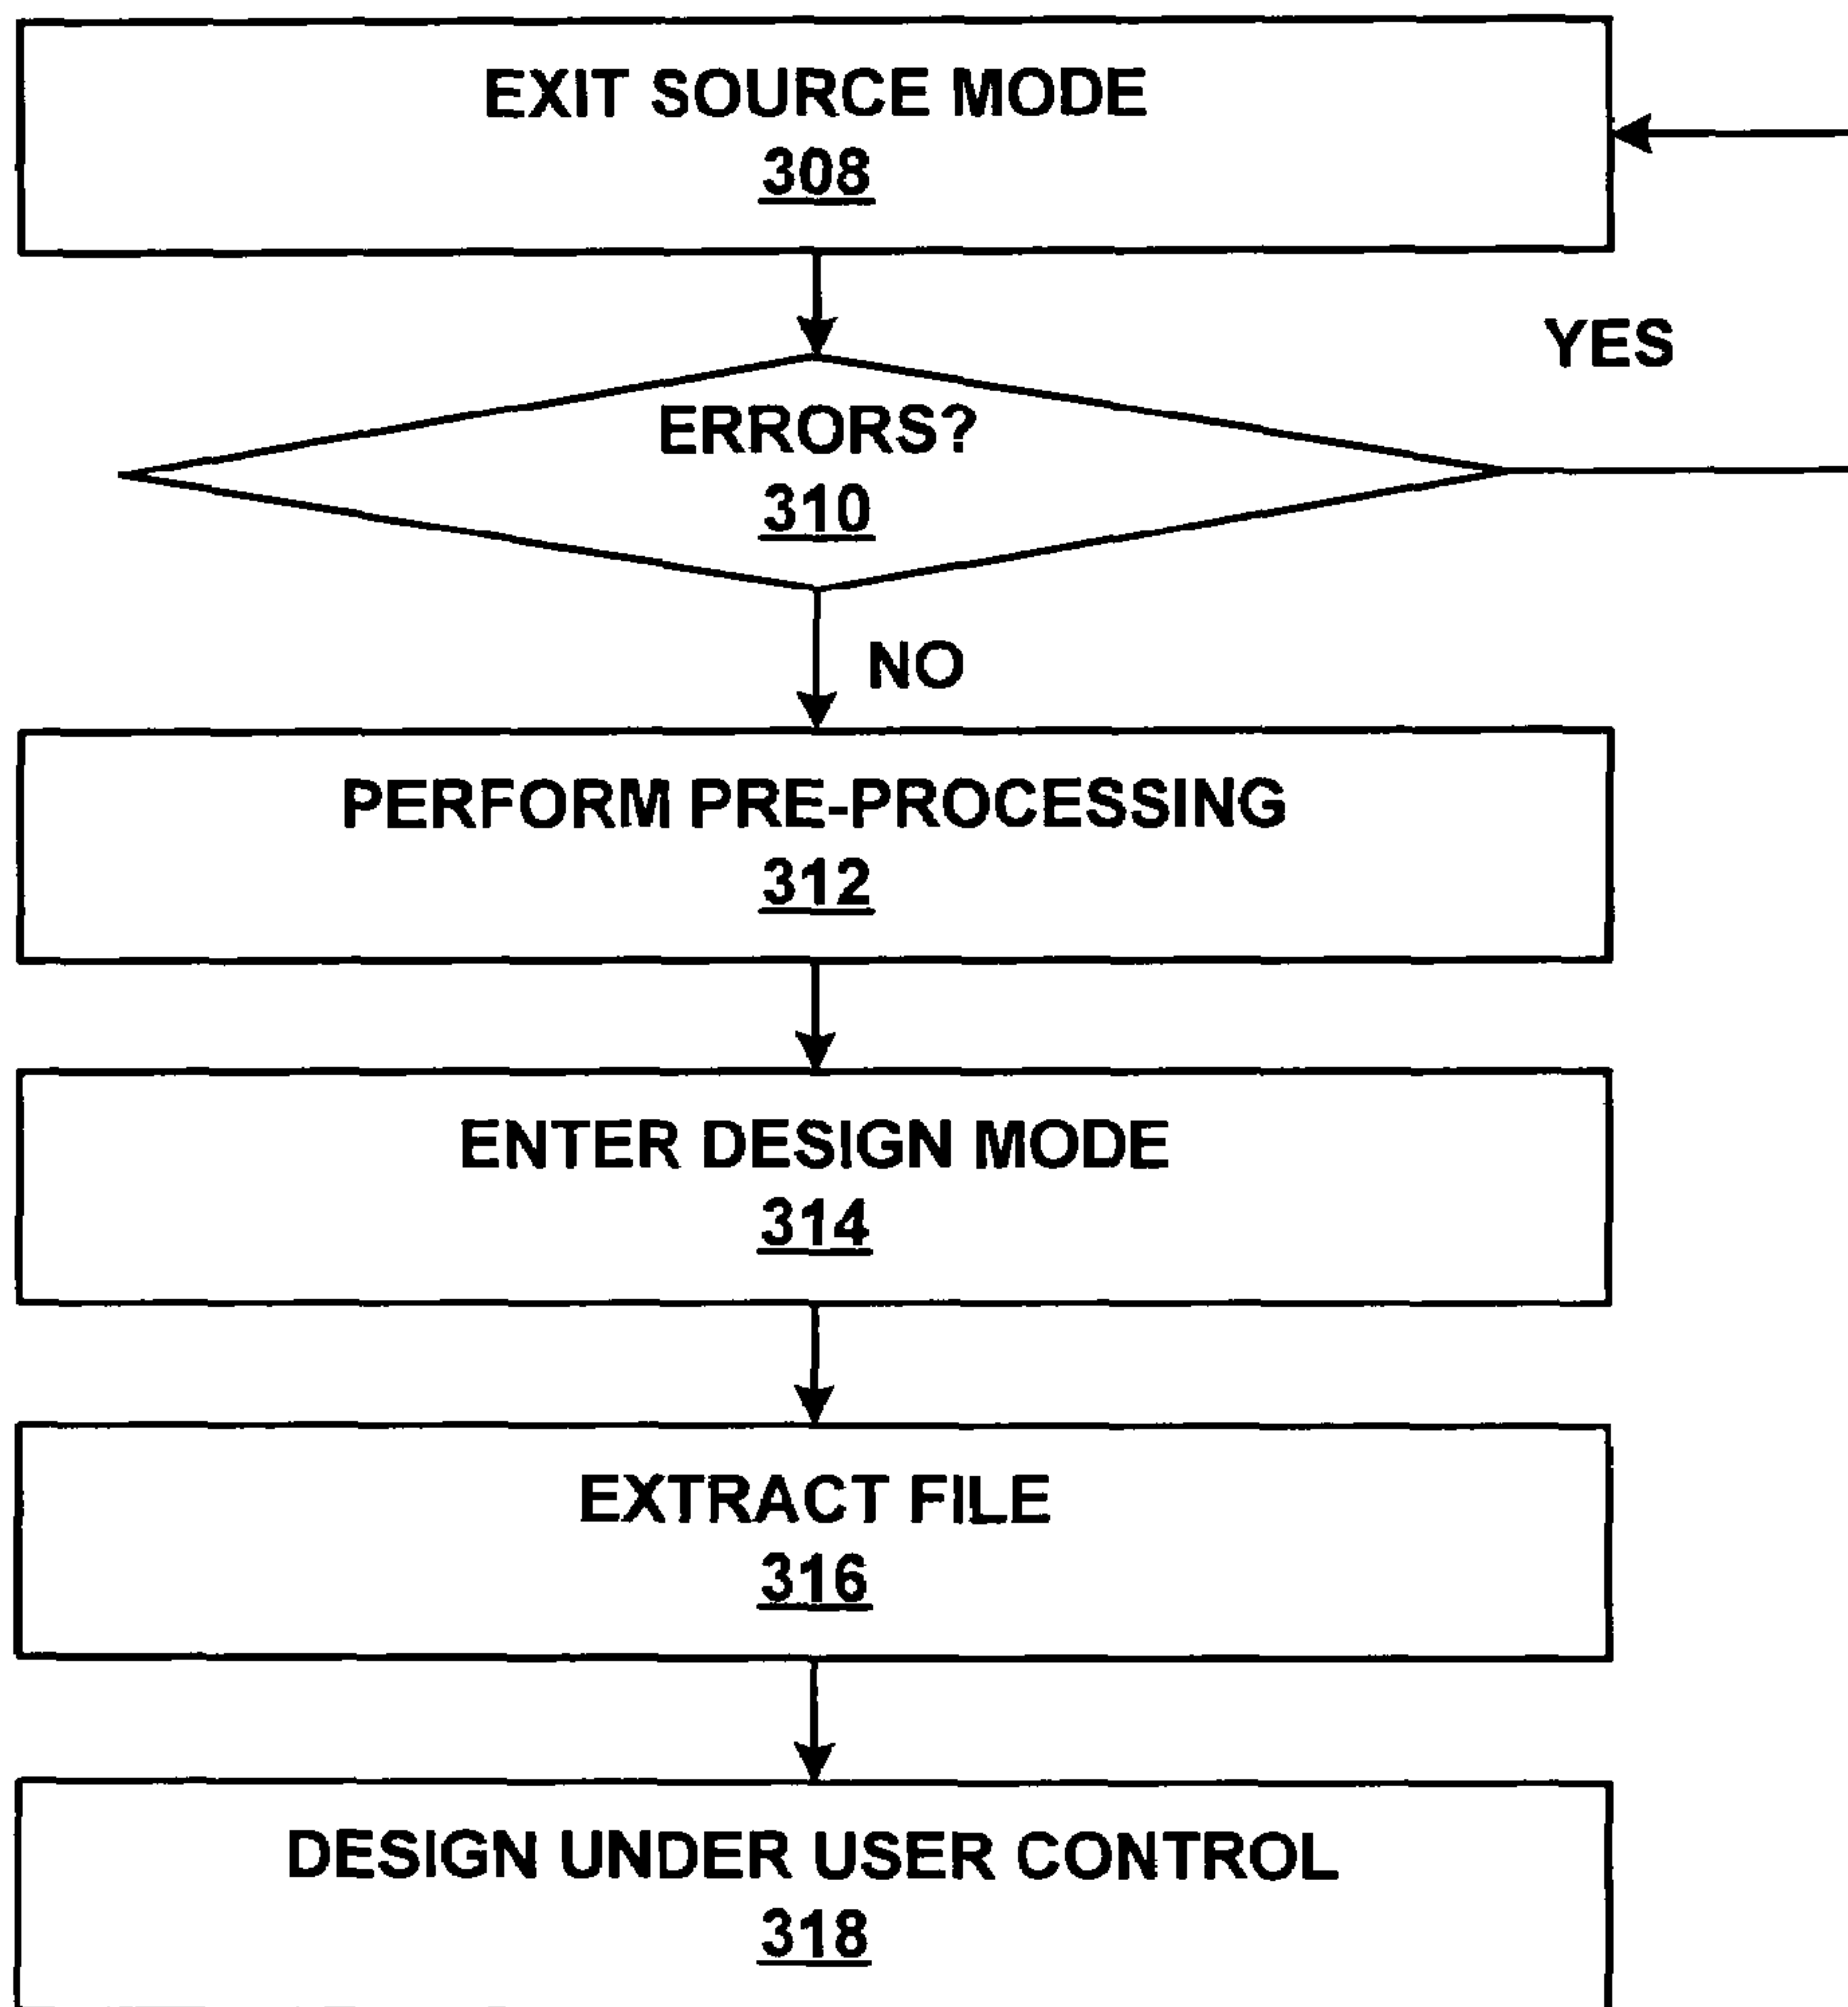 EXIT SOURCE MODE
308
YES
ERRORS?
310
NO
PERFORM PRE-PROCESSING
312
ENTER DESIGN MODE
314
EXTRACT FILE
316
DESIGN UNDER USER CONTROL
318